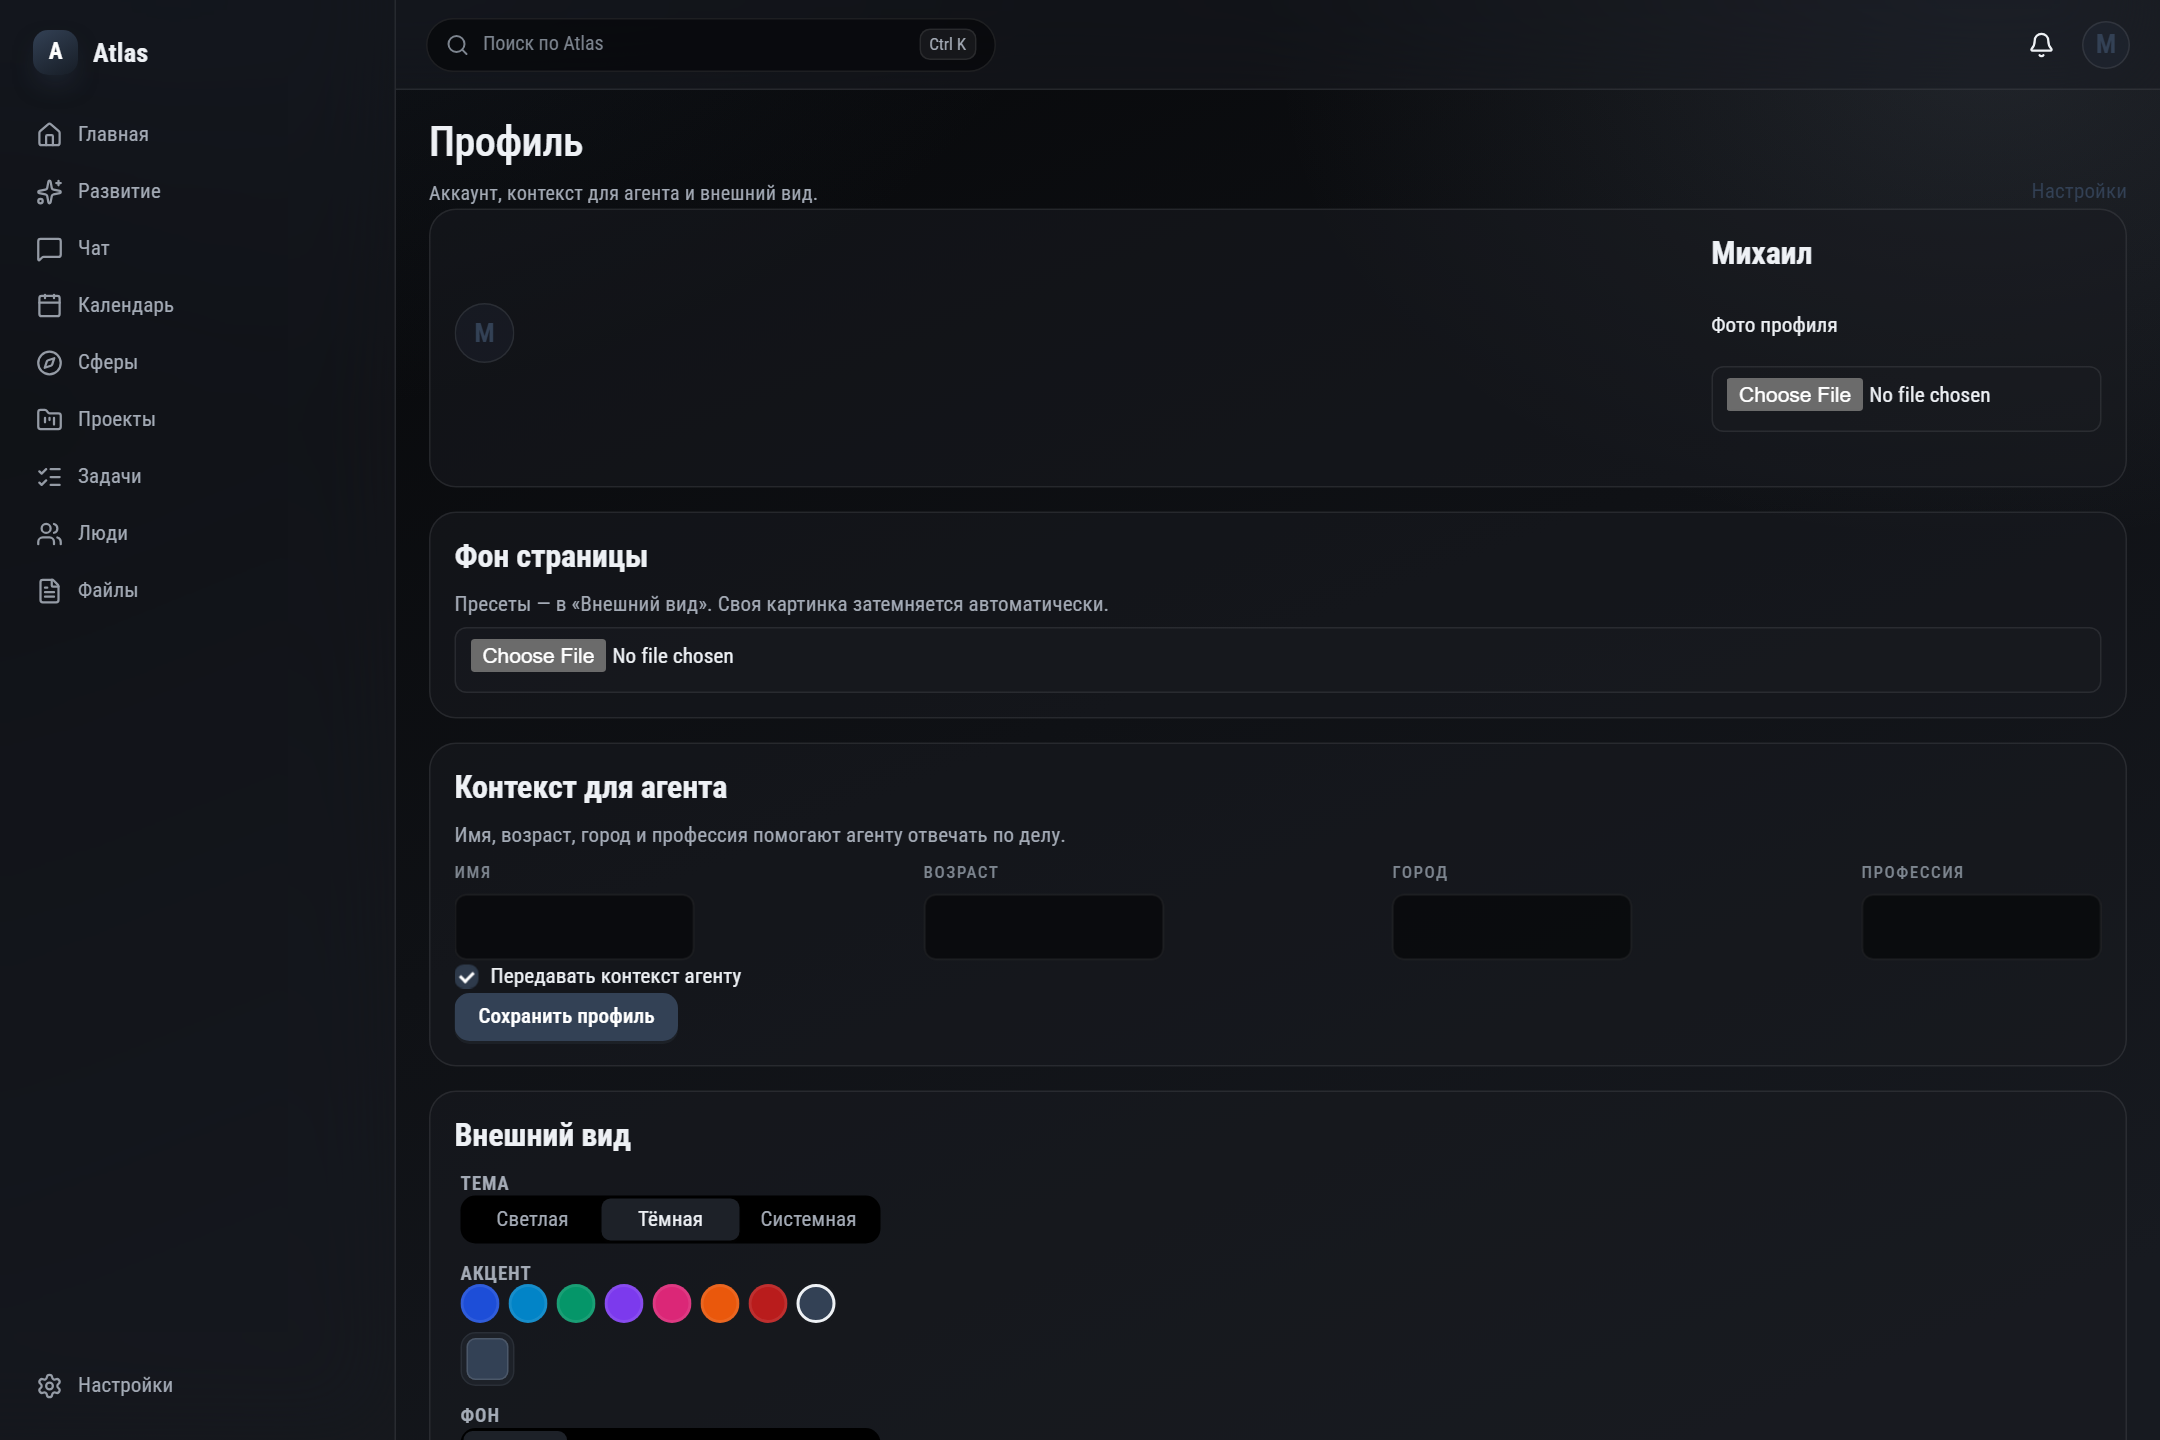 A Atlas
Поиск по Atlas Ctrl K
M
Главная
Развитие
Чат
Календарь
Сферы
Проекты
Задачи
Люди
Файлы
Настройки
Профиль
Аккаунт, контекст для агента и внешний вид.
Настройки
M
Михаил
Фото профиля
Choose File No file chosen
Фон страницы
Пресеты — в «Внешний вид». Своя картинка затемняется автоматически.
Choose File No file chosen
Контекст для агента
Имя, возраст, город и профессия помогают агенту отвечать по делу.
ИМЯ ВОЗРАСТ ГОРОД ПРОФЕССИЯ
Передавать контекст агенту
Сохранить профиль
Внешний вид
ТЕМА
Светлая Тёмная Системная
АКЦЕНТ
ФОН